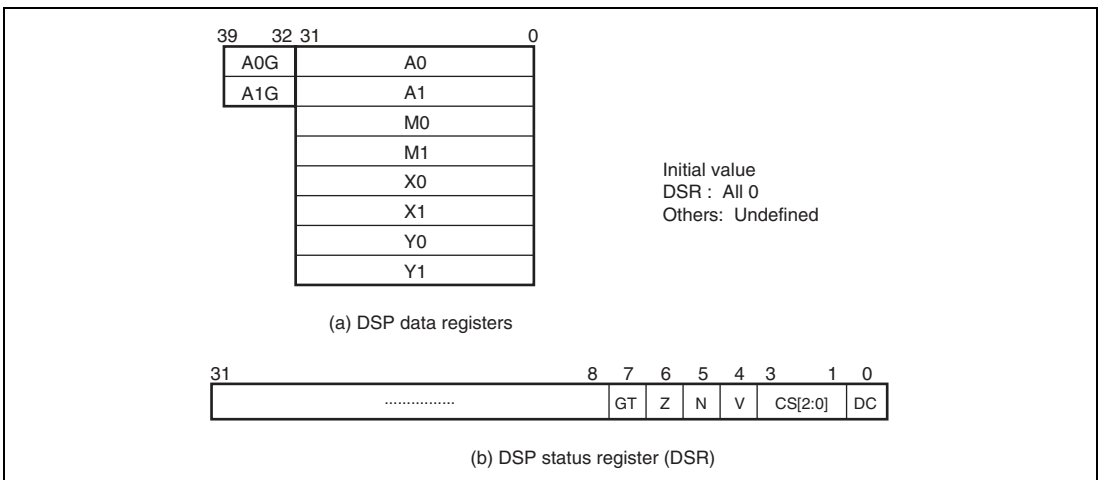 39 32 31 0
A0G A0
A1G A1
M0
M1
X0
X1
Y0
Y1
Initial value
DSR : All 0
Others: Undefined
(a) DSP data registers
31 8 7 6 5 4 3 1 0
................ GT Z N V CS[2:0] DC
(b) DSP status register (DSR)